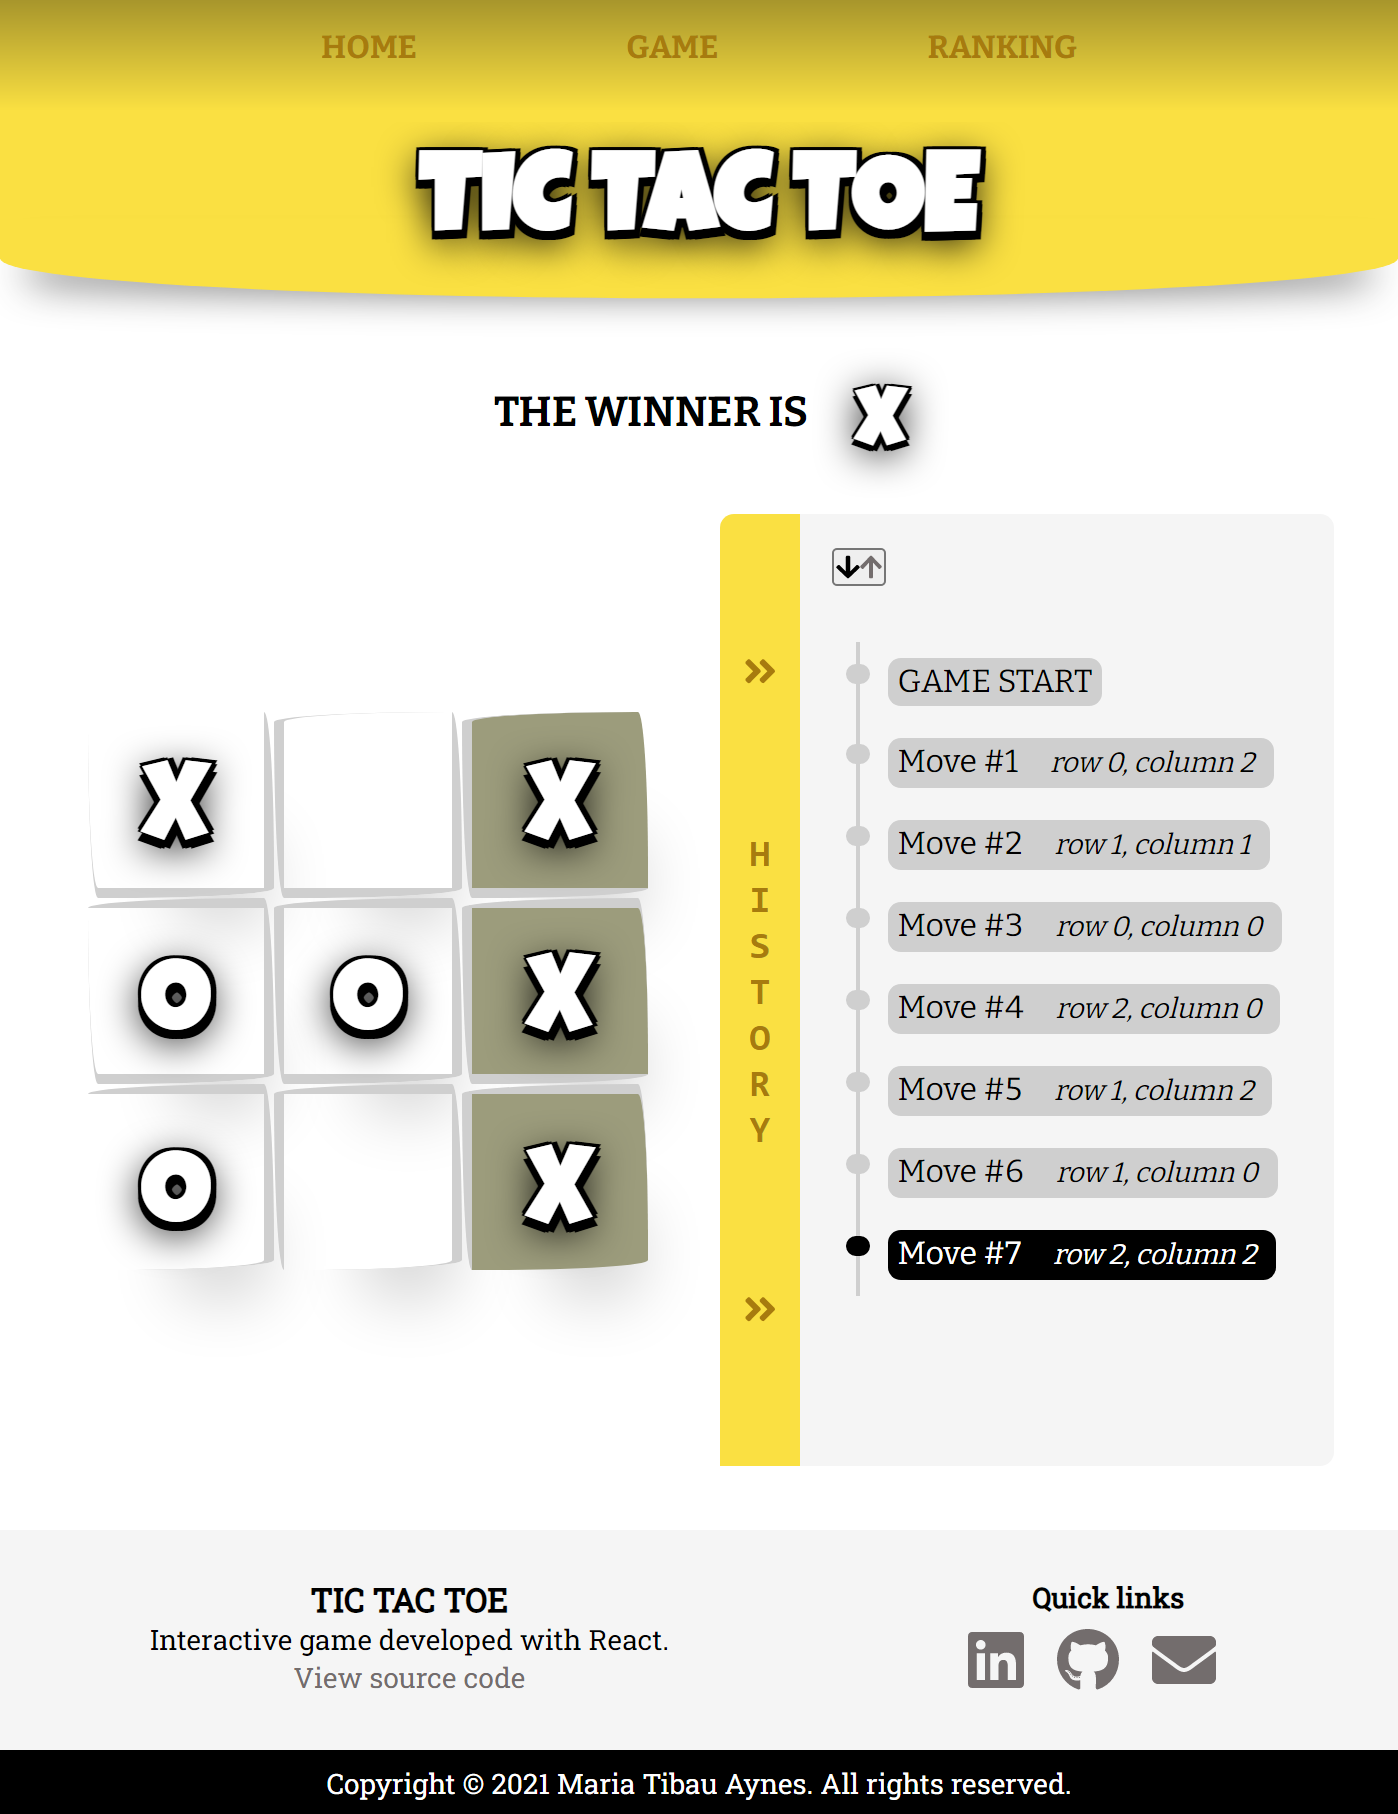 HOME GAME RANKING
TIC TAC TOE
THE WINNER IS X
X X
O O X
O X
HISTORY
GAME START
Move #1 row 0, column 2
Move #2 row 1, column 1
Move #3 row 0, column 0
Move #4 row 2, column 0
Move #5 row 1, column 2
Move #6 row 1, column 0
Move #7 row 2, column 2
TIC TAC TOE
Interactive game developed with React.
View source code
Quick links
in
Copyright © 2021 Maria Tibau Aynes. All rights reserved.